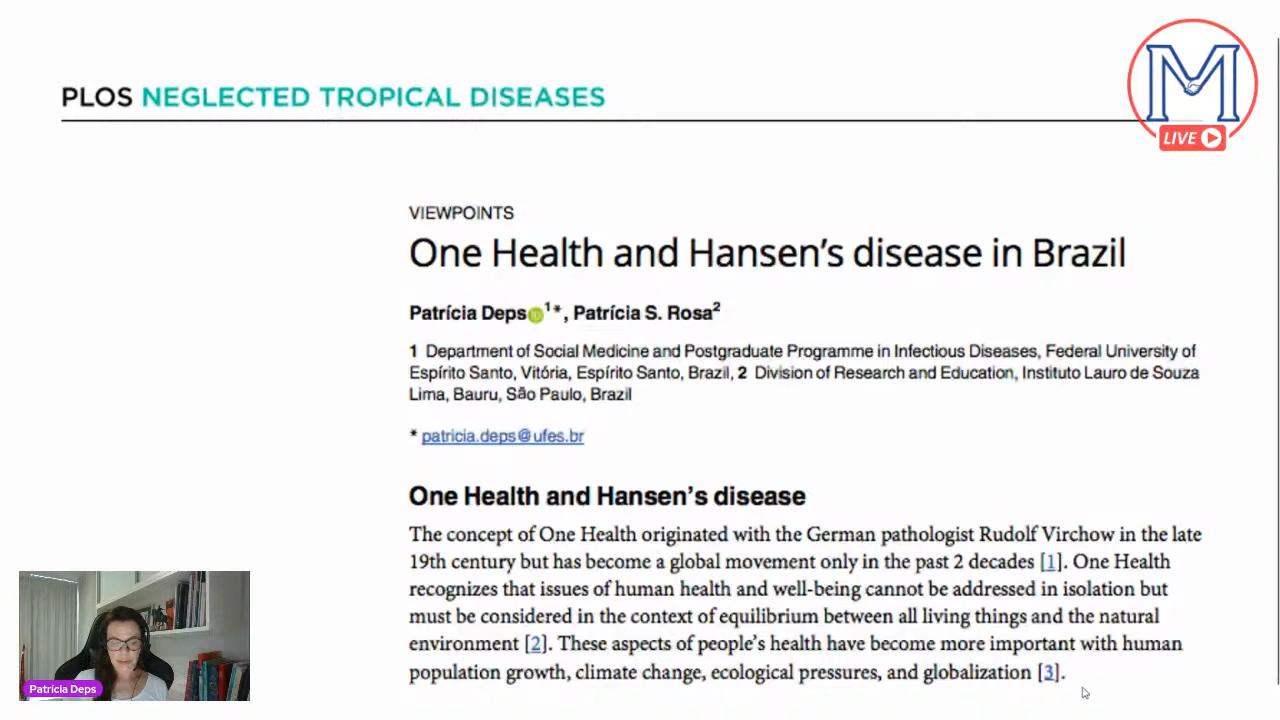 PLOS NEGLECTED TROPICAL DISEASES
M
LIVE
VIEWPOINTS
One Health and Hansen's disease in Brazil
Patrícia Deps iD 1*, Patrícia S. Rosa2
1 Department of Social Medicine and Postgraduate Programme in Infectious Diseases, Federal University of
Espírito Santo, Vitória, Espírito Santo, Brazil, 2 Division of Research and Education, Instituto Lauro de Souza
Lima, Bauru, São Paulo, Brazil
* patricia.deps@ufes.br
One Health and Hansen's disease
The concept of One Health originated with the German pathologist Rudolf Virchow in the late
19th century but has become a global movement only in the past 2 decades [1]. One Health
recognizes that issues of human health and well-being cannot be addressed in isolation but
must be considered in the context of equilibrium between all living things and the natural
environment [2]. These aspects of people's health have become more important with human
population growth, climate change, ecological pressures, and globalization [3].
Patrícia Deps